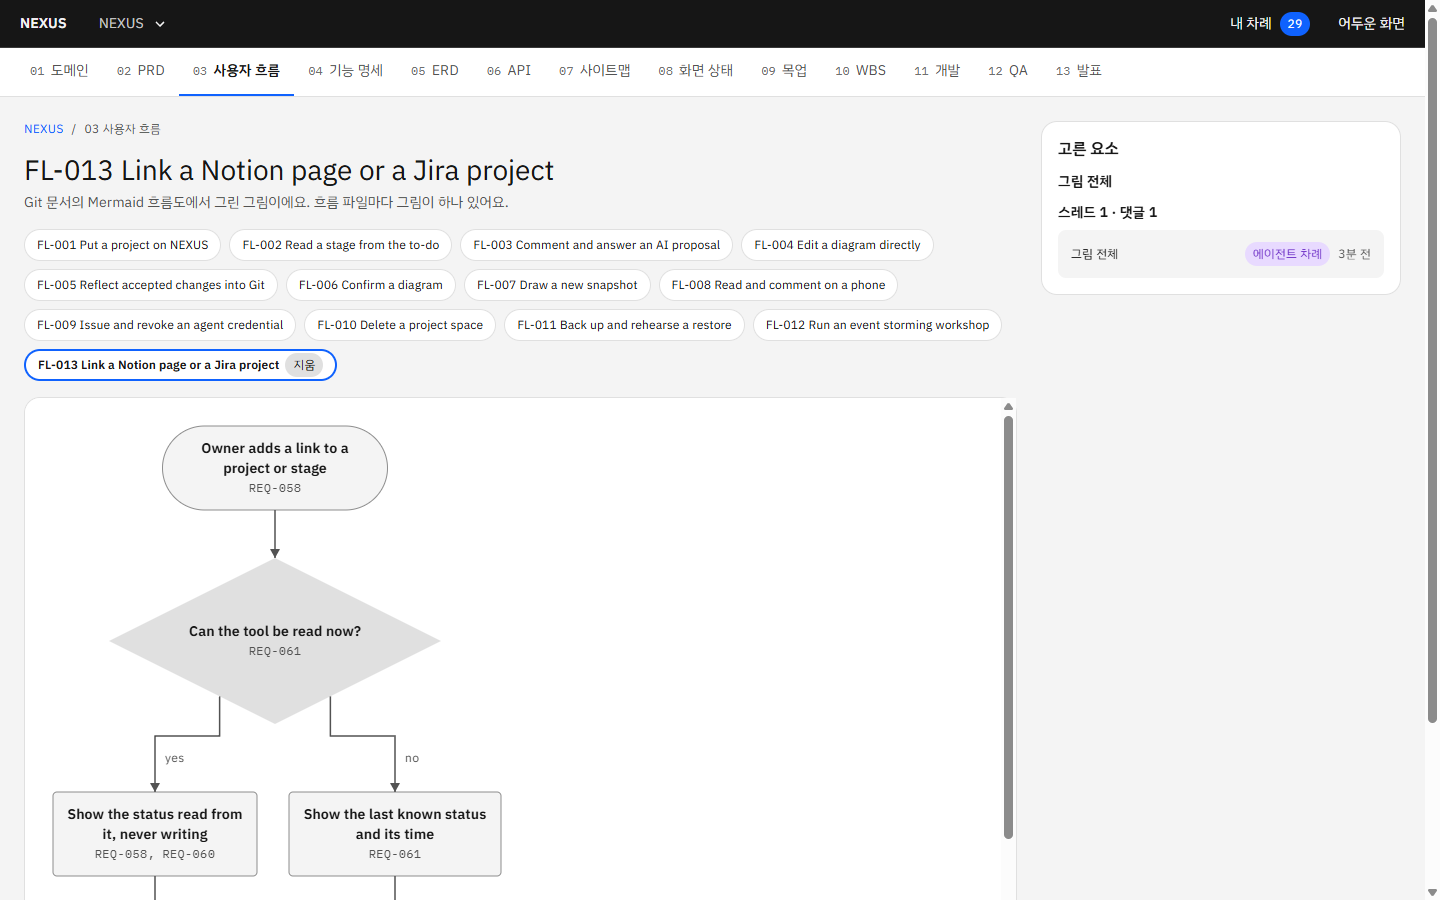 NEXUS
NEXUS
내 차례 29
어두운 화면
01 도메인
02 PRD
03 사용자 흐름
04 기능 명세
05 ERD
06 API
07 사이트맵
08 화면 상태
09 목업
10 WBS
11 개발
12 QA
13 발표
NEXUS / 03 사용자 흐름
FL-013 Link a Notion page or a Jira project
Git 문서의 Mermaid 흐름도에서 그린 그림이에요. 흐름 파일마다 그림이 하나 있어요.
FL-001 Put a project on NEXUS
FL-002 Read a stage from the to-do
FL-003 Comment and answer an AI proposal
FL-004 Edit a diagram directly
FL-005 Reflect accepted changes into Git
FL-006 Confirm a diagram
FL-007 Draw a new snapshot
FL-008 Read and comment on a phone
FL-009 Issue and revoke an agent credential
FL-010 Delete a project space
FL-011 Back up and rehearse a restore
FL-012 Run an event storming workshop
FL-013 Link a Notion page or a Jira project 지움
Owner adds a link to a
project or stage
REQ-058
Can the tool be read now?
REQ-061
yes
no
Show the status read from
it, never writing
REQ-058, REQ-060
Show the last known status
and its time
REQ-061
고른 요소
그림 전체
스레드 1 · 댓글 1
그림 전체
에이전트 차례
3분 전